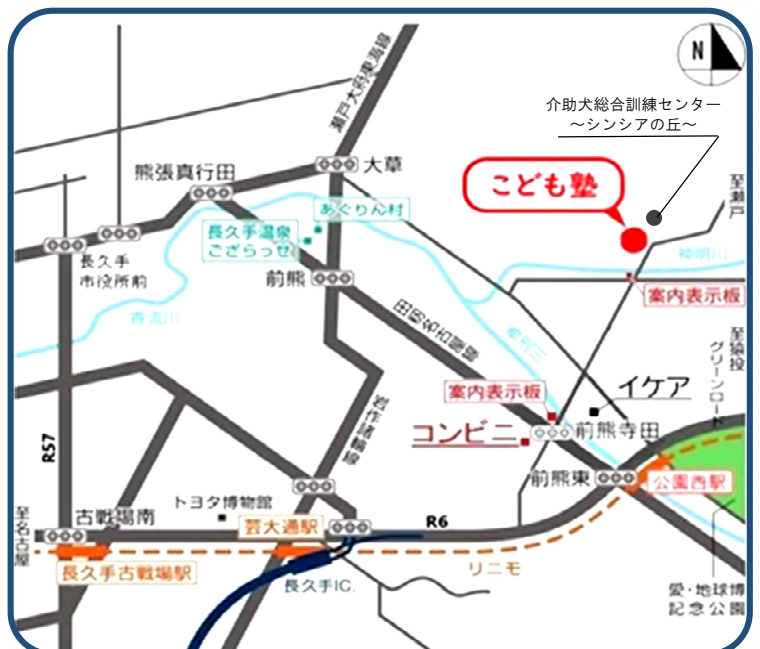 瀬戸大府東海線
N
介助犬総合訓練センター
～シンシアの丘～
熊張真行田
大草
こども塾
至瀬戸
あぐりん村
長久手温泉
ござらっせ
神明川
長久手
市役所前
前熊
案内表示板
香流川
田籾名古屋線
至猿投
グリーンロード
イケア
案内表示板
コンビニ
前熊寺田
岩作諸輪線
R57
前熊東
公園西駅
トヨタ博物館
古戦場南
芸大通駅
R6
至名古屋
リニモ
長久手古戦場駅
長久手IC.
愛・地球博
記念公園